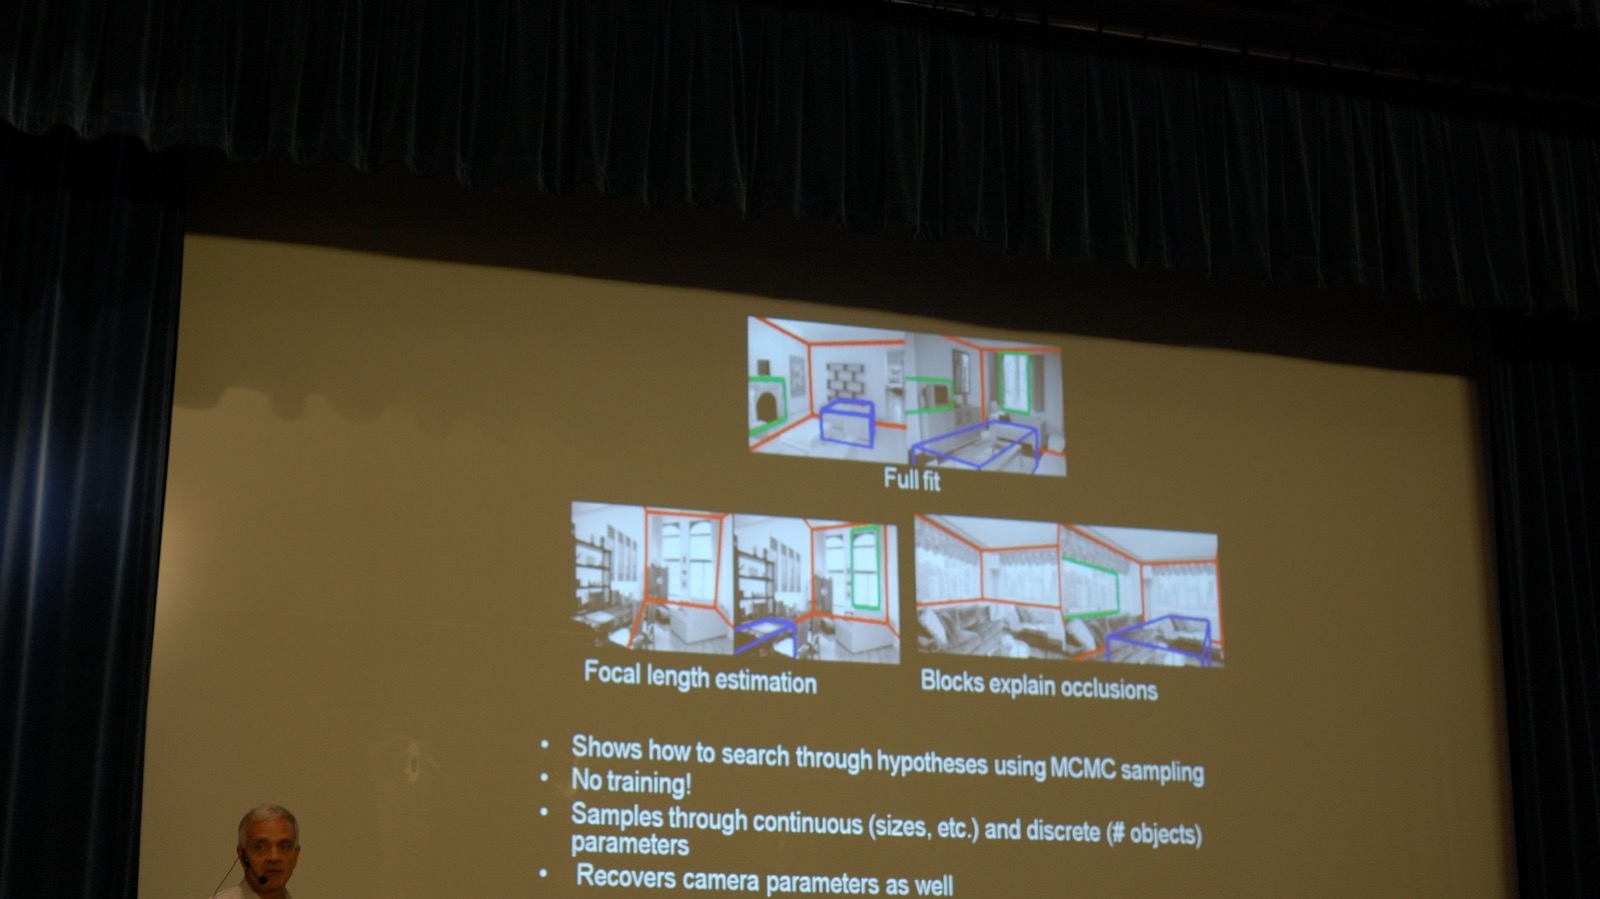 Full fit
Focal length estimation
Blocks explain occlusions
• Shows how to search through hypotheses using MCMC sampling
• No training!
• Samples through continuous (sizes, etc.) and discrete (# objects)
parameters
• Recovers camera parameters as well